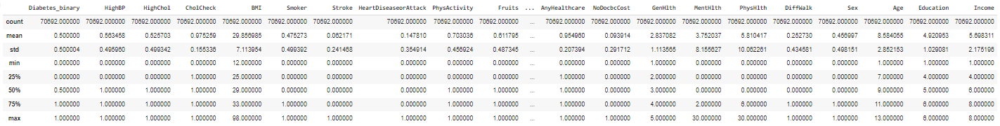 Diabetes_binary HighBP HighChol CholCheck BMI Smoker Stroke HeartDiseaseorAttack PhysActivity Fruits ... AnyHealthcare NoDocbcCost GenHlth MentHlth PhysHlth DiffWalk Sex Age Education Income
count 70692.000000 70692.000000 70692.000000 70692.000000 70692.000000 70692.000000 70692.000000 70692.000000 70692.000000 70692.000000 ... 70692.000000 70692.000000 70692.000000 70692.000000 70692.000000 70692.000000 70692.000000 70692.000000 70692.000000 70692.000000
mean 0.500000 0.563458 0.525703 0.975259 29.856985 0.475273 0.062171 0.147810 0.703036 0.611795 ... 0.954960 0.093914 2.837082 3.752037 5.810417 0.252730 0.456997 8.584055 4.920953 5.698311
std 0.500004 0.495960 0.499342 0.155336 7.113954 0.499392 0.241468 0.354914 0.456924 0.487345 ... 0.207394 0.291712 1.113565 8.155627 10.062261 0.434581 0.498151 2.852153 1.029081 2.175196
min 0.000000 0.000000 0.000000 0.000000 12.000000 0.000000 0.000000 0.000000 0.000000 0.000000 ... 0.000000 0.000000 1.000000 0.000000 0.000000 0.000000 0.000000 1.000000 1.000000 1.000000
25% 0.000000 0.000000 0.000000 1.000000 25.000000 0.000000 0.000000 0.000000 0.000000 0.000000 ... 1.000000 0.000000 2.000000 0.000000 0.000000 0.000000 0.000000 7.000000 4.000000 4.000000
50% 0.500000 1.000000 1.000000 1.000000 29.000000 0.000000 0.000000 0.000000 1.000000 1.000000 ... 1.000000 0.000000 3.000000 0.000000 0.000000 0.000000 0.000000 9.000000 5.000000 6.000000
75% 1.000000 1.000000 1.000000 1.000000 33.000000 1.000000 0.000000 0.000000 1.000000 1.000000 ... 1.000000 0.000000 4.000000 2.000000 6.000000 1.000000 1.000000 11.000000 6.000000 8.000000
max 1.000000 1.000000 1.000000 1.000000 98.000000 1.000000 1.000000 1.000000 1.000000 1.000000 ... 1.000000 1.000000 5.000000 30.000000 30.000000 1.000000 1.000000 13.000000 6.000000 8.000000